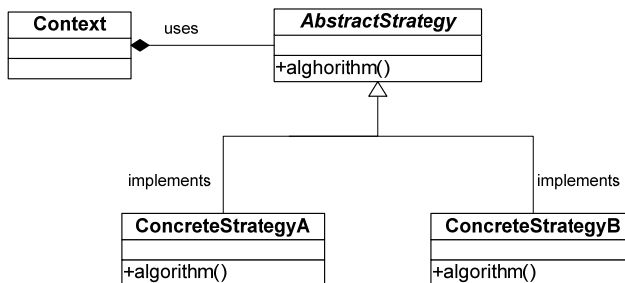 Context
uses
AbstractStrategy
+alghorithm()
implements
implements
ConcreteStrategyA
ConcreteStrategyB
+algorithm()
+algorithm()